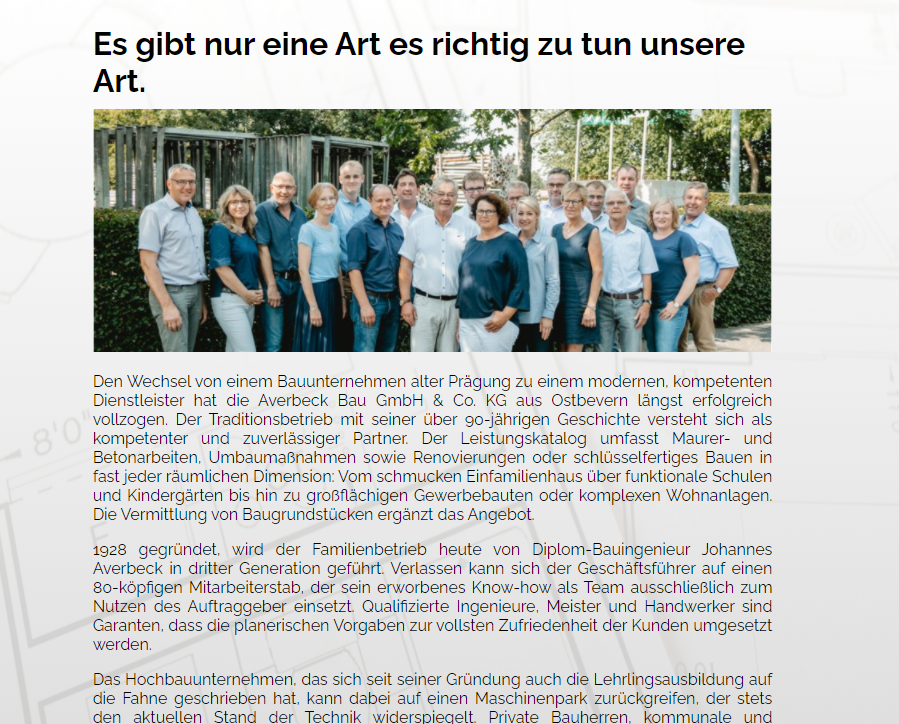 Es gibt nur eine Art es richtig zu tun unsere
Art.
Den Wechsel von einem Bauunternehmen alter Prägung zu einem modernen, kompetenten
Dienstleister hat die Averbeck Bau GmbH & Co. KG aus Ostbevern längst erfolgreich
vollzogen. Der Traditionsbetrieb mit seiner über 90-jährigen Geschichte versteht sich als
kompetenter und zuverlässiger Partner. Der Leistungskatalog umfasst Maurer- und
Betonarbeiten, Umbaumaßnahmen sowie Renovierungen oder schlüsselfertiges Bauen in
fast jeder räumlichen Dimension: Vom schmucken Einfamilienhaus über funktionale Schulen
und Kindergärten bis hin zu großflächigen Gewerbebauten oder komplexen Wohnanlagen.
Die Vermittlung von Baugrundstücken ergänzt das Angebot.
8'0"
1928 gegründet, wird der Familienbetrieb heute von Diplom-Bauingenieur Johannes
Averbeck in dritter Generation geführt. Verlassen kann sich der Geschäftsführer auf einen
80-köpfigen Mitarbeiterstab, der sein erworbenes Know-how als Team ausschließlich zum
Nutzen des Auftraggeber einsetzt. Qualifizierte Ingenieure, Meister und Handwerker sind
Garanten, dass die planerischen Vorgaben zur vollsten Zufriedenheit der Kunden umgesetzt
werden.
Das Hochbauunternehmen, das sich seit seiner Gründung auch die Lehrlingsausbildung auf
die Fahne geschrieben hat, kann dabei auf einen Maschinenpark zurückgreifen, der stets
den aktuellen Stand der Technik widerspiegelt. Private Bauherren, kommunale und